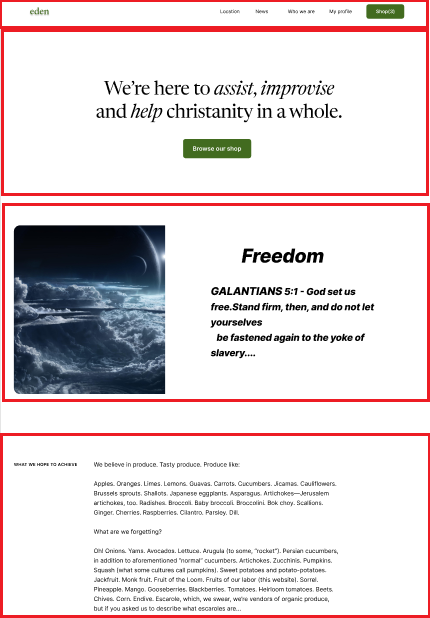 eden
Location News Who we are My profile Shop(3)
We're here to assist, improvise
and help christanity in a whole.
Browse our shop
Freedom
GALANTIANS 5:1 - God set us
free.Stand firm, then, and do not let
yourselves
be fastened again to the yoke of
slavery....
WHAT WE HOPE TO ACHIEVE
We believe in produce. Tasty produce. Produce like:
Apples. Oranges. Limes. Lemons. Guavas. Carrots. Cucumbers. Jicamas. Cauliflowers.
Brussels sprouts. Shallots. Japanese eggplants. Asparagus. Artichokes—Jerusalem
artichokes, too. Radishes. Broccoli. Baby broccoli. Broccolini. Bok choy. Scallions.
Ginger. Cherries. Raspberries. Cilantro. Parsley. Dill.
What are we forgetting?
Oh! Onions. Yams. Avocados. Lettuce. Arugula (to some, "rocket"). Persian cucumbers,
in addition to aforementioned "normal" cucumbers. Artichokes. Zucchinis. Pumpkins.
Squash (what some cultures call pumpkins). Sweet potatoes and potato-potatoes.
Jackfruit. Monk fruit. Fruit of the Loom. Fruits of our labor (this website). Sorrel.
Pineapple. Mango. Gooseberries. Blackberries. Tomatoes. Heirloom tomatoes. Beets.
Chives. Corn. Endive. Escarole, which, we swear, we're vendors of organic produce,
but if you asked us to describe what escaroles are...